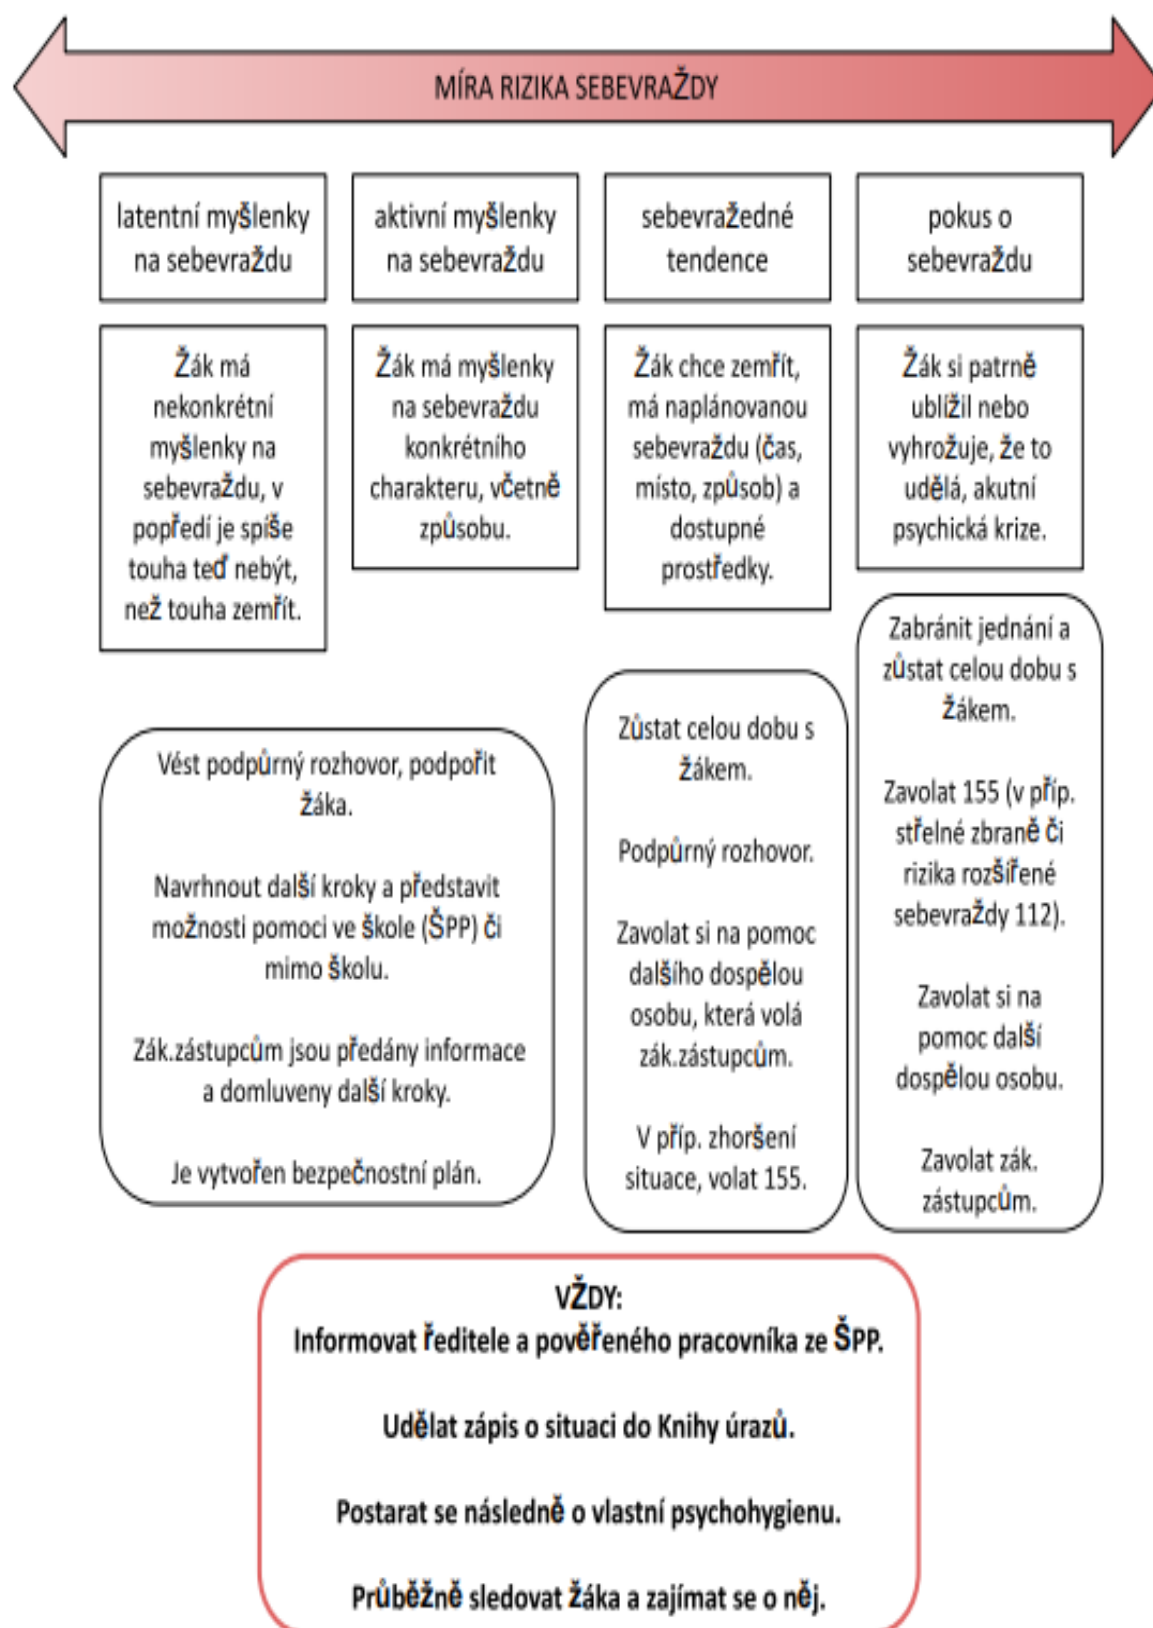 MÍRA RIZIKA SEBEVRAŽDY
latentní myšlenky
na sebevraždu
aktivní myšlenky
na sebevraždu
sebevražedné
tendence
pokus o
sebevraždu
Žák má
nekonkrétní
myšlenky na
sebevraždu, v
popředí je spíše
touha teď nebýt,
než touha zemřít.
Žák má myšlenky
na sebevraždu
konkrétního
charakteru, včetně
způsobu.
Žák chce zemřít,
má naplánovanou
sebevraždu (čas,
místo, způsob) a
dostupné
prostředky.
Žák si patrně
ublížil nebo
vyhrožuje, že to
udělá, akutní
psychická krize.
Vést podpůrný rozhovor, podpořit
žáka.
Navrhnout další kroky a představit
možnosti pomoci ve škole (ŠPP) či
mimo školu.
Zák.zástupcům jsou předány informace
a domluveny další kroky.
Je vytvořen bezpečnostní plán.
Zůstat celou dobu s
žákem.
Podpůrný rozhovor.
Zavolat si na pomoc
dalšího dospělou
osobu, která volá
zák.zástupcům.
V příp. zhoršení
situace, volat 155.
Zabránit jednání a
zůstat celou dobu s
žákem.
Zavolat 155 (v příp.
střelné zbraně či
rizika rozšířené
sebevraždy 112).
Zavolat si na
pomoc další
dospělou osobu.
Zavolat zák.
zástupcům.
VŽDY:
Informovat ředitele a pověřeného pracovníka ze ŠPP.
Udělat zápis o situaci do Knihy úrazů.
Postarat se následně o vlastní psychohygienu.
Průběžně sledovat žáka a zajímat se o něj.